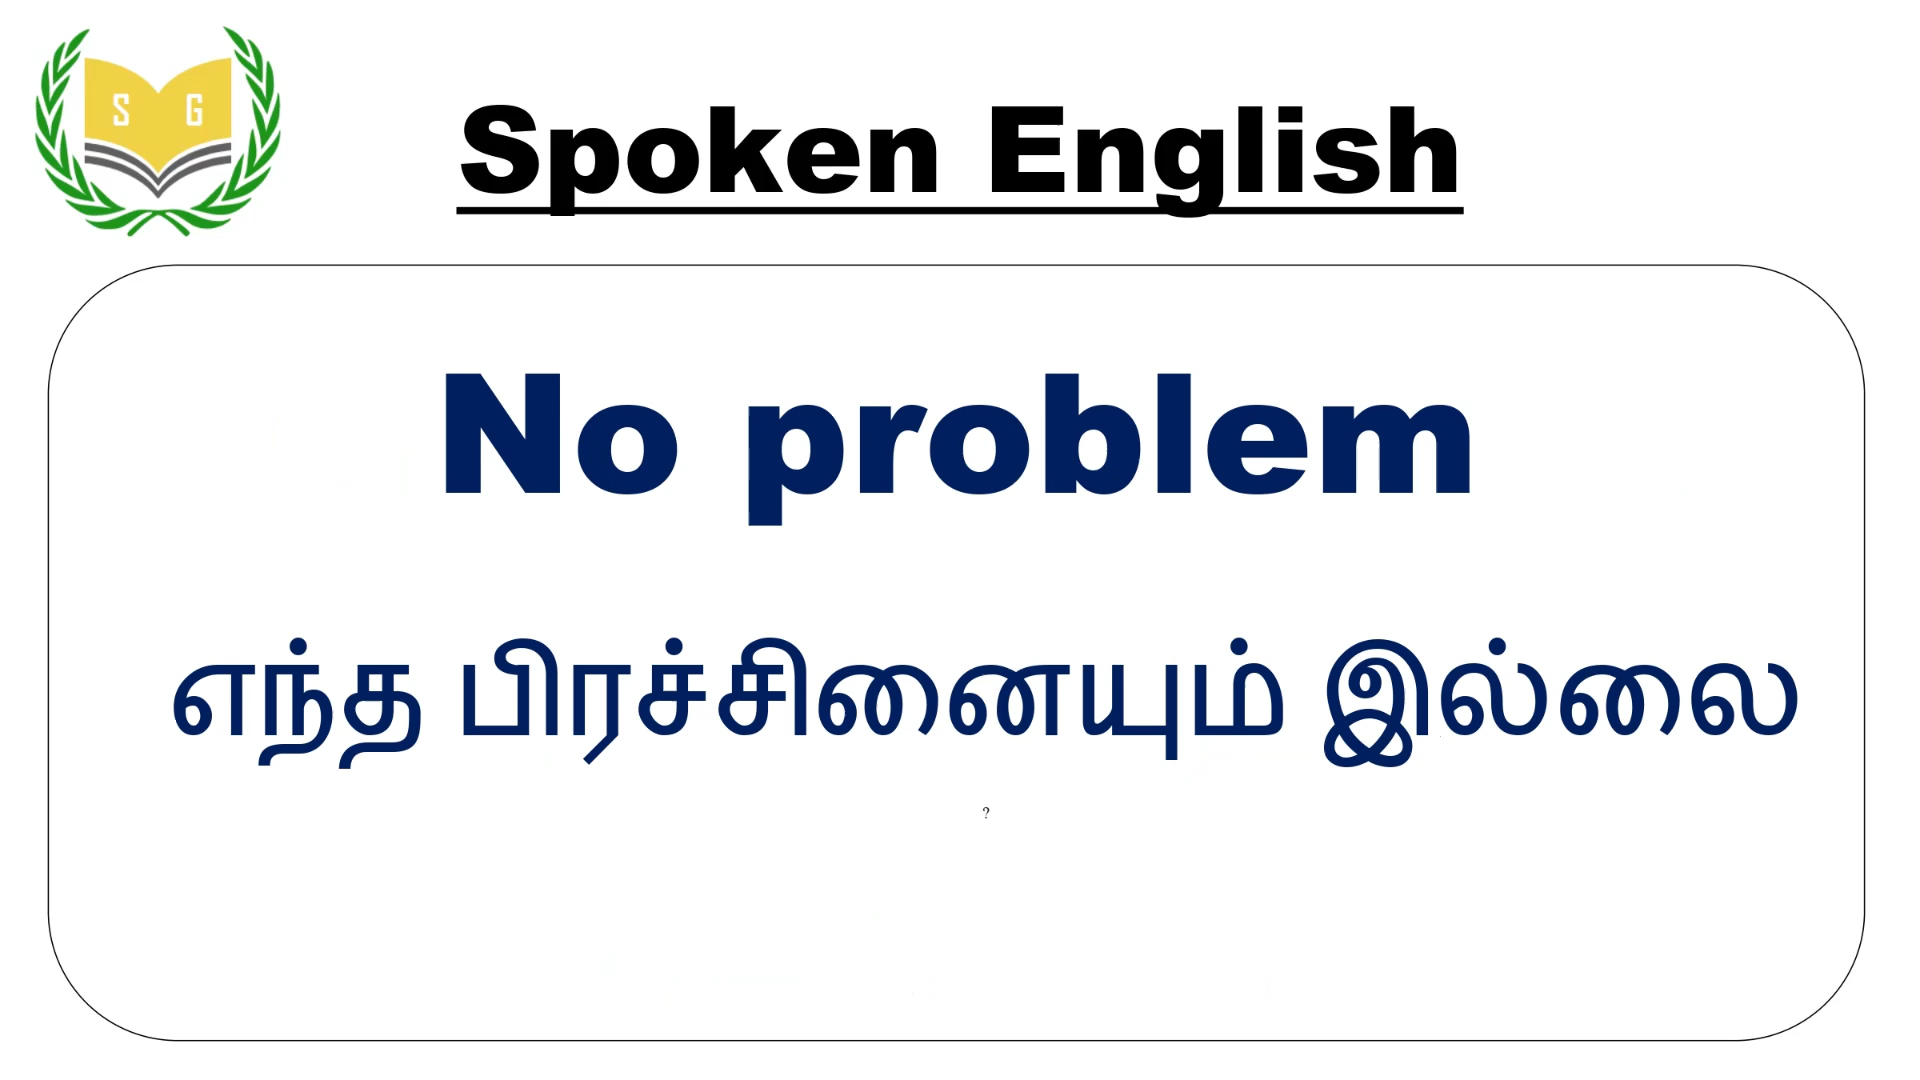 S G
Spoken English
No problem
எந்த பிரச்சினையும் இல்லை
?